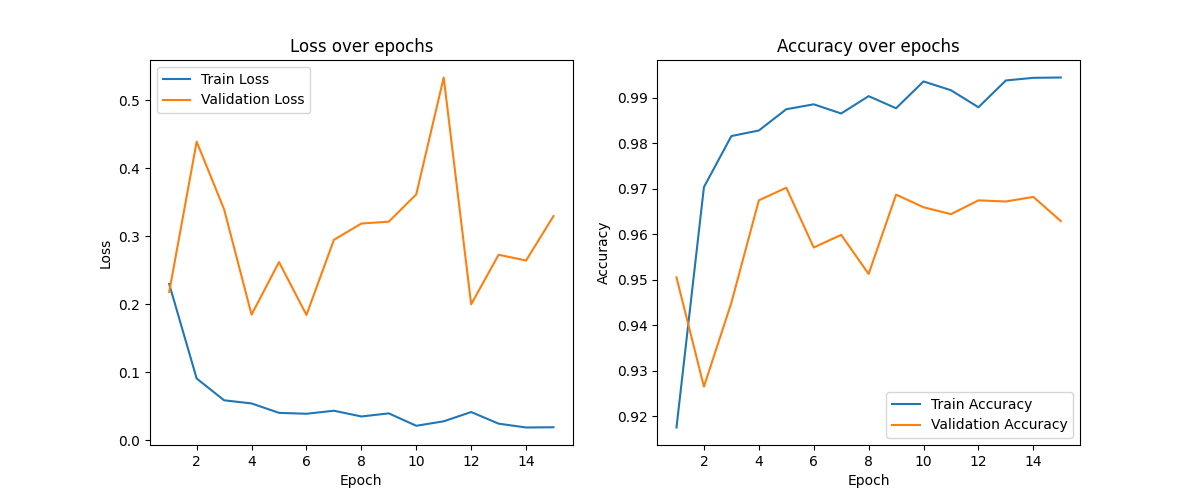 Loss over epochs
Train Loss
Validation Loss
0.5
0.4
0.3
0.2
0.1
0.0
Loss
2 4 6 8 10 12 14
Epoch
Accuracy over epochs
0.99
0.98
0.97
0.96
0.95
0.94
0.93
0.92
Accuracy
Train Accuracy
Validation Accuracy
2 4 6 8 10 12 14
Epoch